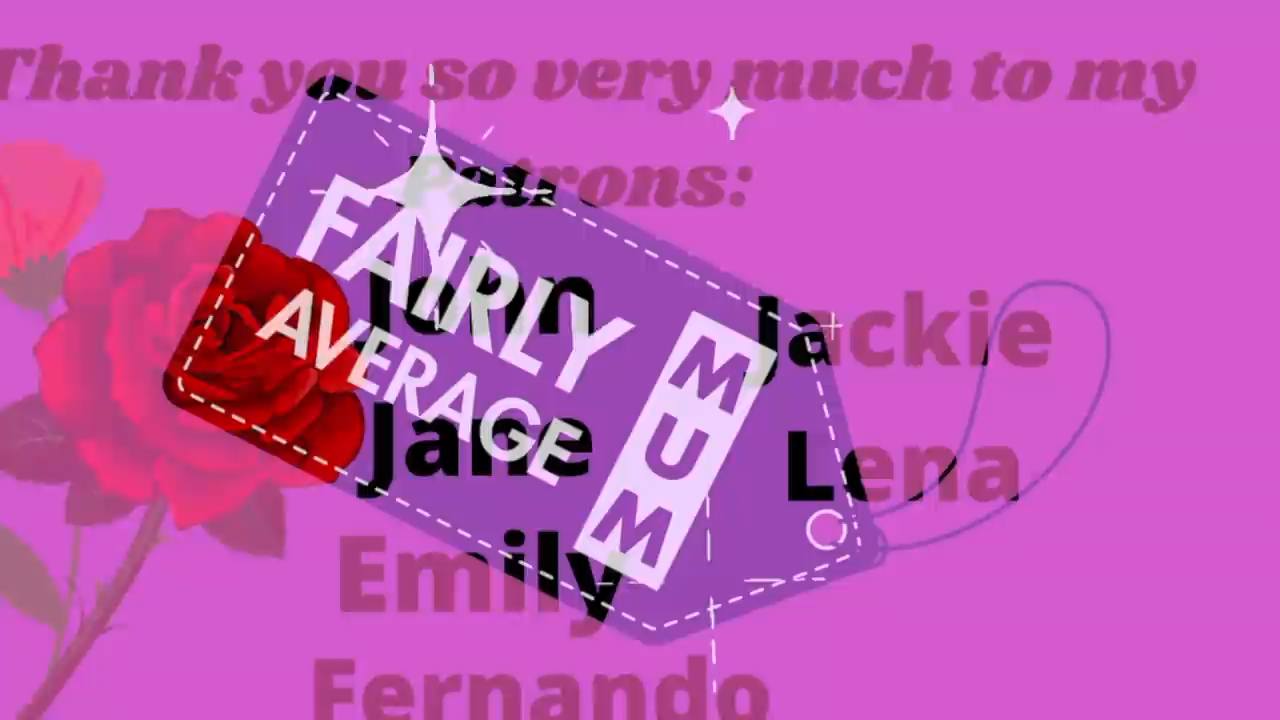 Thank you so very much to my
Patrons:
John
Jackie
Jane
Lena
Emily
Fernando
FAIRLY
AVERAGE
MUM